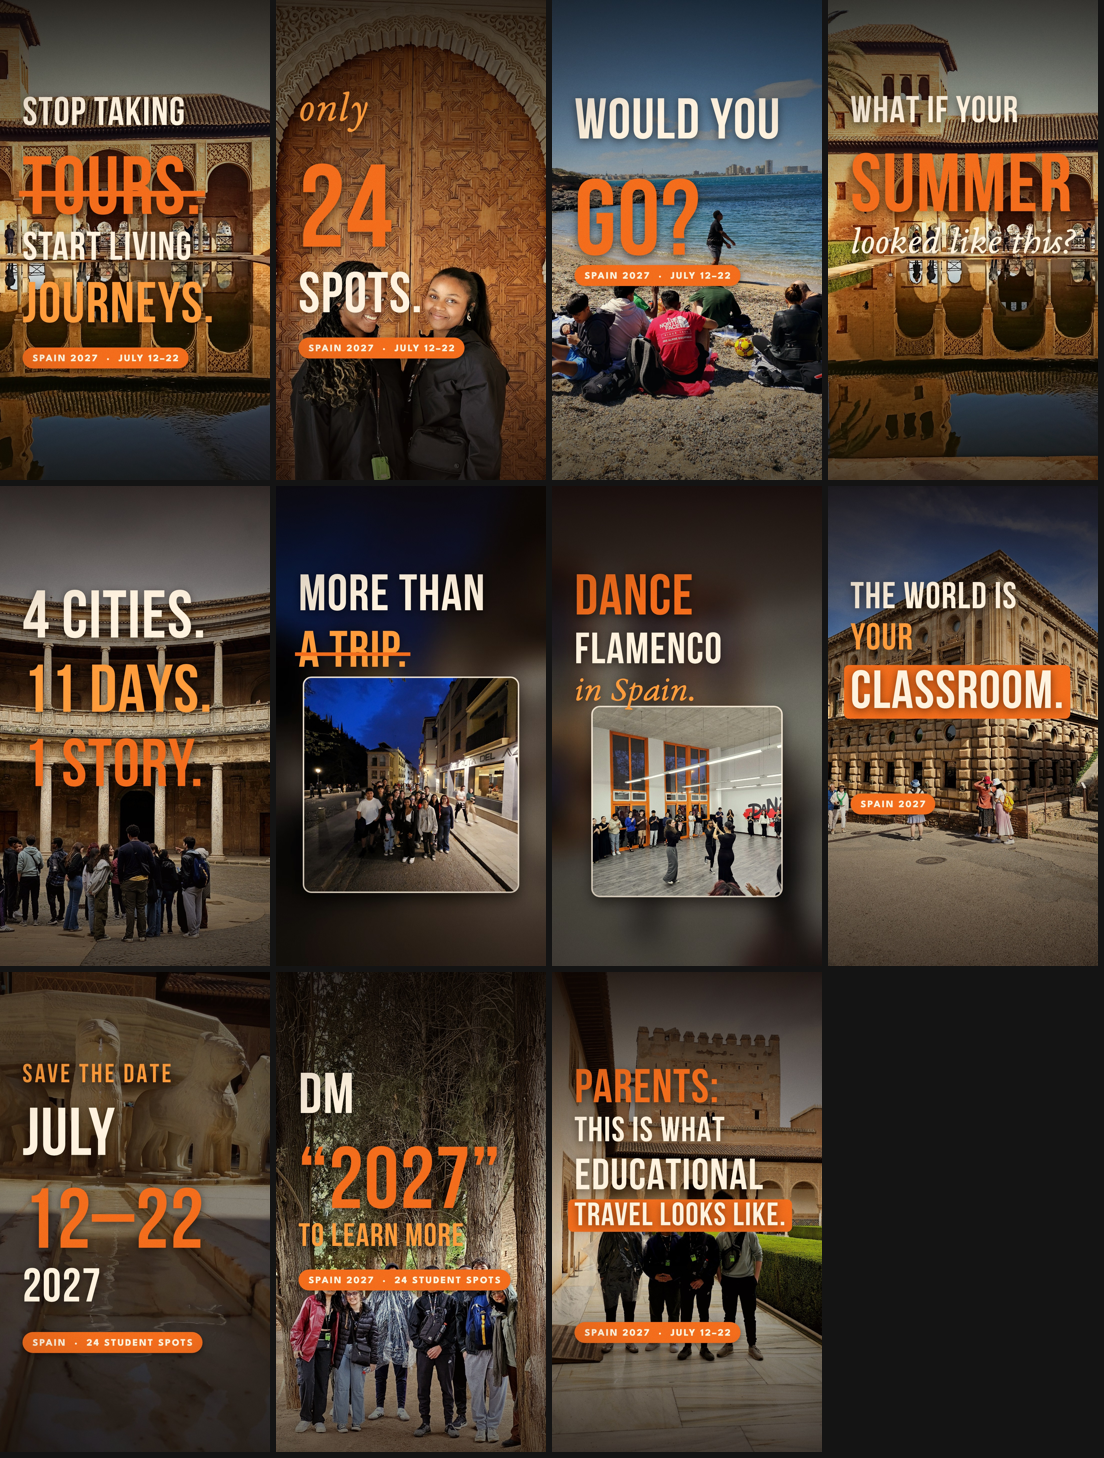 STOP TAKING
TOURS.
START LIVING
JOURNEYS.
SPAIN 2027 · JULY 12–22
only
24
SPOTS.
SPAIN 2027 · JULY 12–22
WOULD YOU
GO?
SPAIN 2027 · JULY 12–22
THE NORTH FACE
WHAT IF YOUR
SUMMER
looked like this?
4 CITIES.
11 DAYS.
1 STORY.
MORE THAN
A TRIP.
DANCE
FLAMENCO
in Spain.
THE WORLD IS
YOUR
CLASSROOM.
SPAIN 2027
SAVE THE DATE
JULY
12–22
2027
SPAIN · 24 STUDENT SPOTS
DM
“2027”
TO LEARN MORE
SPAIN 2027 · 24 STUDENT SPOTS
PARENTS:
THIS IS WHAT
EDUCATIONAL
TRAVEL LOOKS LIKE.
SPAIN 2027 · JULY 12–22